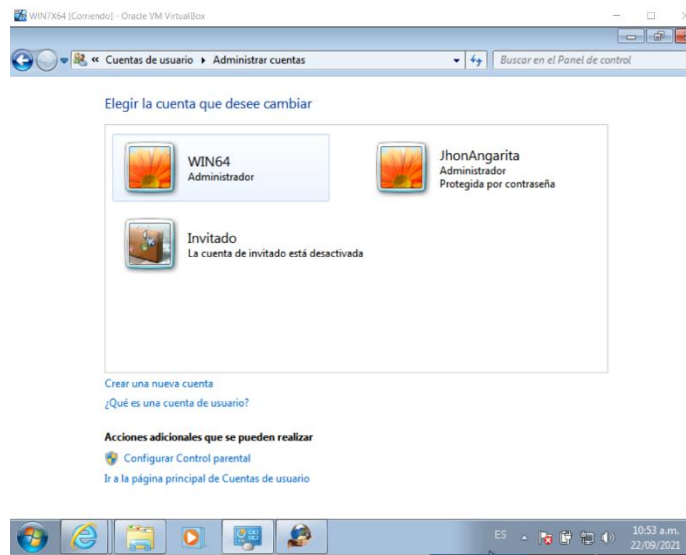 WIN7X64 [Corriendo] - Oracle VM VirtualBox
« Cuentas de usuario ▸ Administrar cuentas
Buscar en el Panel de control
Elegir la cuenta que desee cambiar
WIN64
Administrador
JhonAngarita
Administrador
Protegida por contraseña
Invitado
La cuenta de invitado está desactivada
Crear una nueva cuenta
¿Qué es una cuenta de usuario?
Acciones adicionales que se pueden realizar
Configurar Control parental
Ir a la página principal de Cuentas de usuario
ES
10:53 a.m.
22/09/2021